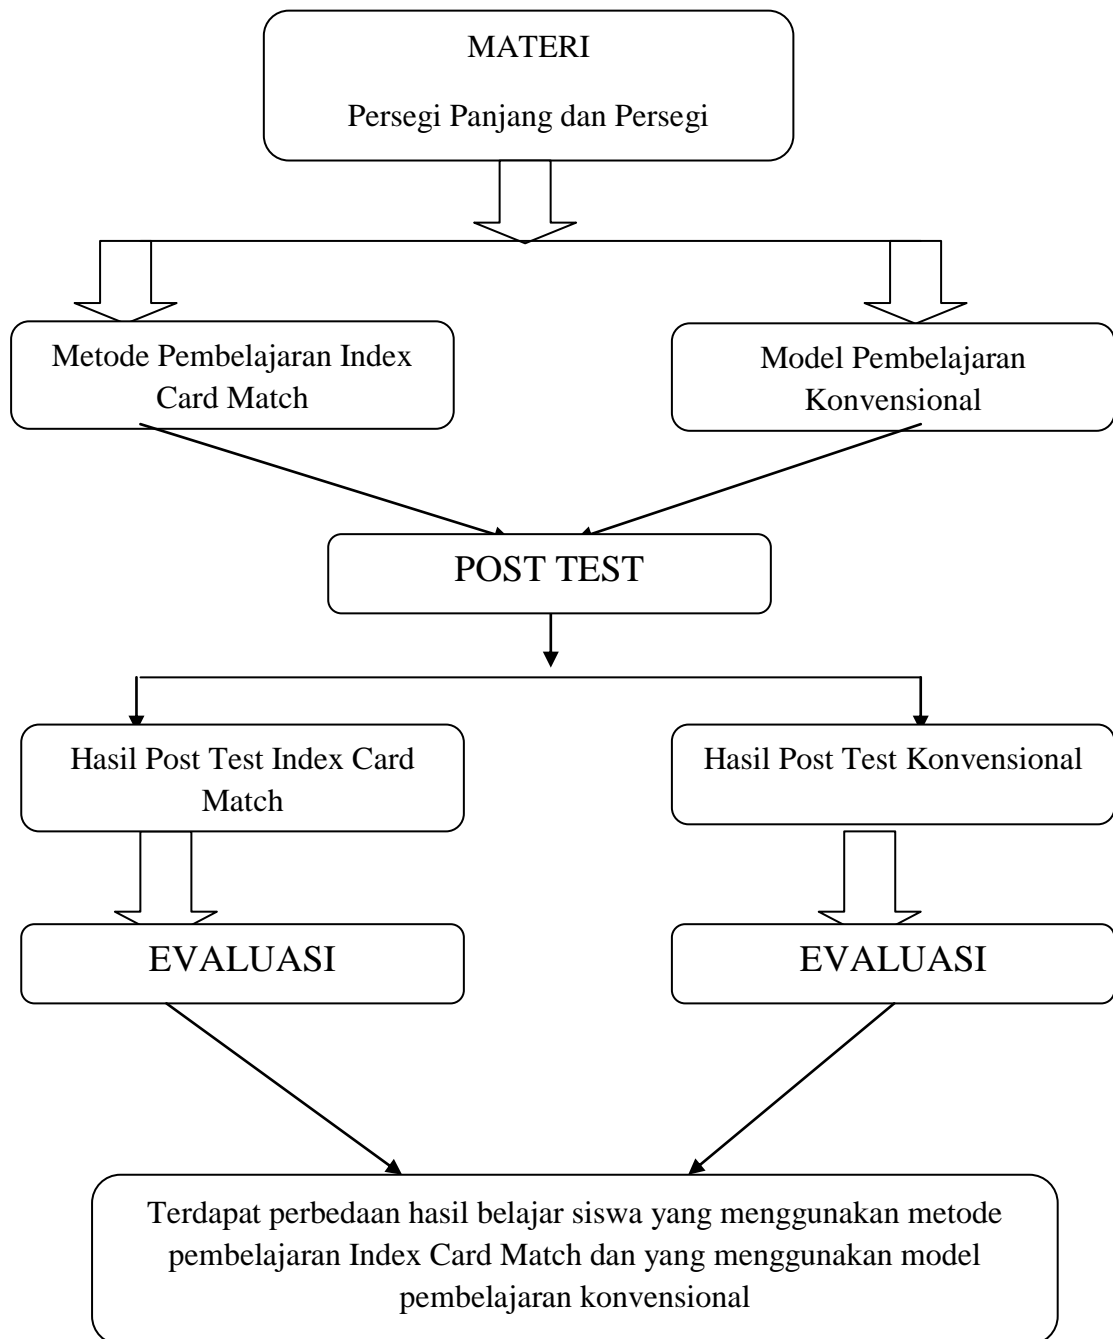 MATERI
Persegi Panjang dan Persegi
Metode Pembelajaran Index
Card Match
Model Pembelajaran
Konvensional
POST TEST
Hasil Post Test Index Card
Match
Hasil Post Test Konvensional
EVALUASI
EVALUASI
Terdapat perbedaan hasil belajar siswa yang menggunakan metode
pembelajaran Index Card Match dan yang menggunakan model
pembelajaran konvensional